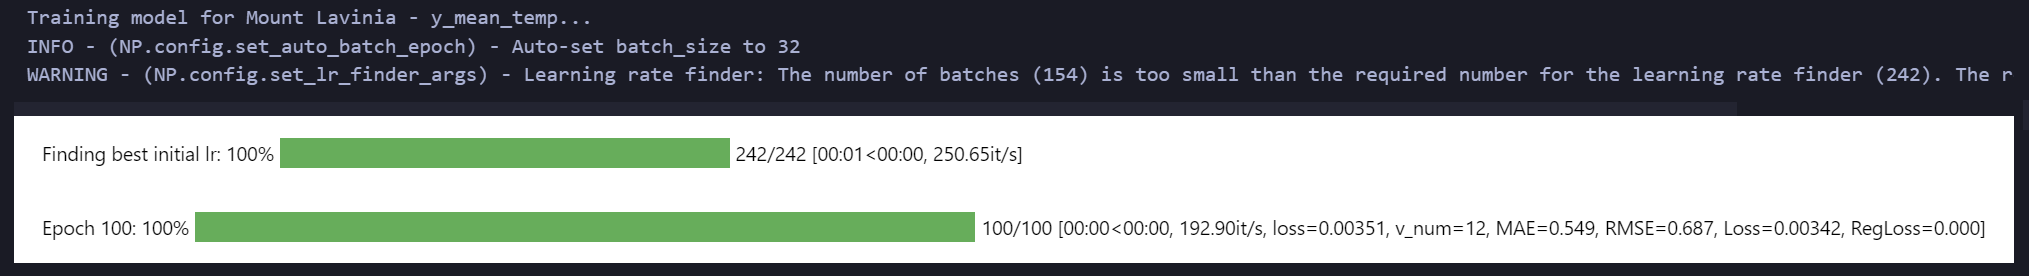 Training model for Mount Lavinia - y_mean_temp...
INFO - (NP.config.set_auto_batch_epoch) - Auto-set batch_size to 32
WARNING - (NP.config.set_lr_finder_args) - Learning rate finder: The number of batches (154) is too small than the required number for the learning rate finder (242). The r
Finding best initial lr: 100% 242/242 [00:01<00:00, 250.65it/s]
Epoch 100: 100% 100/100 [00:00<00:00, 192.90it/s, loss=0.00351, v_num=12, MAE=0.549, RMSE=0.687, Loss=0.00342, RegLoss=0.000]